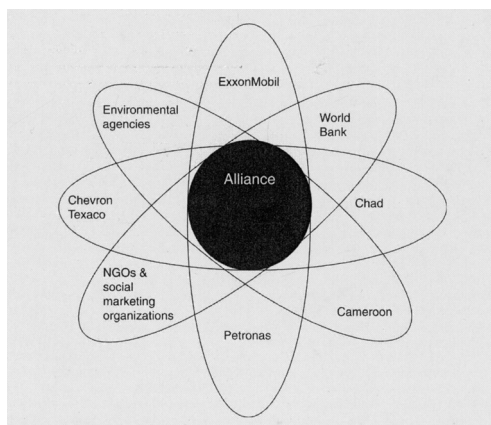 ExxonMobil
Environmental
agencies
World
Bank
Alliance
Chevron
Texaco
Chad
NGOs &
social
marketing
organizations
Cameroon
Petronas